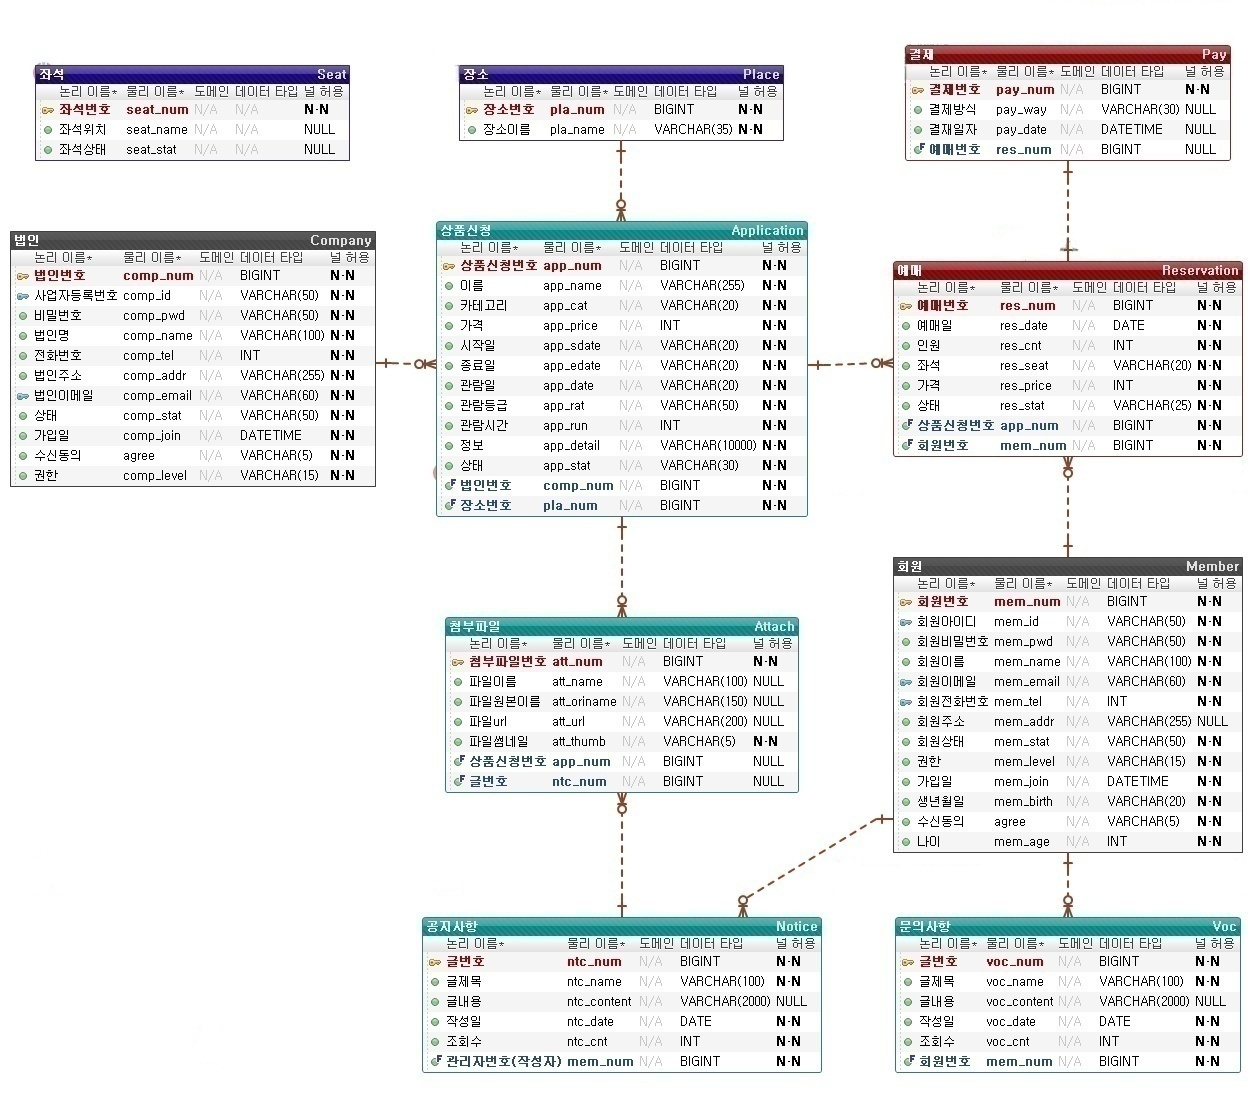 좌석 Seat
논리 이름* 물리 이름* 도메인 데이터 타입 널 허용
좌석번호 seat_num N/A N/A N·N
좌석위치 seat_name N/A N/A NULL
좌석상태 seat_stat N/A N/A NULL
장소 Place
논리 이름* 물리 이름* 도메인 데이터 타입 널 허용
장소번호 pla_num N/A BIGINT N·N
장소이름 pla_name N/A VARCHAR(35) N·N
결제 Pay
논리 이름* 물리 이름* 도메인 데이터 타입 널 허용
결제번호 pay_num N/A BIGINT N·N
결제방식 pay_way N/A VARCHAR(30) NULL
결재일자 pay_date N/A DATETIME NULL
예매번호 res_num N/A BIGINT NULL
법인 Company
논리 이름* 물리 이름* 도메인 데이터 타입 널 허용
법인번호 comp_num N/A BIGINT N·N
사업자등록번호 comp_id N/A VARCHAR(50) N·N
비밀번호 comp_pwd N/A VARCHAR(50) N·N
법인명 comp_name N/A VARCHAR(100) N·N
전화번호 comp_tel N/A INT N·N
법인주소 comp_addr N/A VARCHAR(255) N·N
법인이메일 comp_email N/A VARCHAR(60) N·N
상태 comp_stat N/A VARCHAR(50) N·N
가입일 comp_join N/A DATETIME N·N
수신동의 agree N/A VARCHAR(5) N·N
권한 comp_level N/A VARCHAR(15) N·N
상품신청 Application
논리 이름* 물리 이름* 도메인 데이터 타입 널 허용
상품신청번호 app_num N/A BIGINT N·N
이름 app_name N/A VARCHAR(255) N·N
카테고리 app_cat N/A VARCHAR(20) N·N
가격 app_price N/A INT N·N
시작일 app_sdate N/A VARCHAR(20) N·N
종료일 app_edate N/A VARCHAR(20) N·N
관람일 app_date N/A VARCHAR(20) N·N
관람등급 app_rat N/A VARCHAR(50) N·N
관람시간 app_run N/A INT N·N
정보 app_detail N/A VARCHAR(10000) N·N
상태 app_stat N/A VARCHAR(30) N·N
법인번호 comp_num N/A BIGINT N·N
장소번호 pla_num N/A BIGINT N·N
예매 Reservation
논리 이름* 물리 이름* 도메인 데이터 타입 널 허용
예매번호 res_num N/A BIGINT N·N
예매일 res_date N/A DATE N·N
인원 res_cnt N/A INT N·N
좌석 res_seat N/A VARCHAR(20) N·N
가격 res_price N/A INT N·N
상태 res_stat N/A VARCHAR(25) N·N
상품신청번호 app_num N/A BIGINT N·N
회원번호 mem_num N/A BIGINT N·N
첨부파일 Attach
논리 이름* 물리 이름* 도메인 데이터 타입 널 허용
첨부파일번호 att_num N/A BIGINT N·N
파일이름 att_name N/A VARCHAR(100) NULL
파일원본이름 att_oriname N/A VARCHAR(150) NULL
파일url att_url N/A VARCHAR(200) NULL
파일썸네일 att_thumb N/A VARCHAR(5) N·N
상품신청번호 app_num N/A BIGINT NULL
글번호 ntc_num N/A BIGINT NULL
회원 Member
논리 이름* 물리 이름* 도메인 데이터 타입 널 허용
회원번호 mem_num N/A BIGINT N·N
회원아이디 mem_id N/A VARCHAR(50) N·N
회원비밀번호 mem_pwd N/A VARCHAR(50) N·N
회원이름 mem_name N/A VARCHAR(100) N·N
회원이메일 mem_email N/A VARCHAR(60) N·N
회원전화번호 mem_tel N/A INT N·N
회원주소 mem_addr N/A VARCHAR(255) NULL
회원상태 mem_stat N/A VARCHAR(50) N·N
권한 mem_level N/A VARCHAR(15) N·N
가입일 mem_join N/A DATETIME N·N
생년월일 mem_birth N/A VARCHAR(20) N·N
수신동의 agree N/A VARCHAR(5) N·N
나이 mem_age N/A INT N·N
공지사항 Notice
논리 이름* 물리 이름* 도메인 데이터 타입 널 허용
글번호 ntc_num N/A BIGINT N·N
글제목 ntc_name N/A VARCHAR(100) N·N
글내용 ntc_content N/A VARCHAR(2000) NULL
작성일 ntc_date N/A DATE N·N
조회수 ntc_cnt N/A INT N·N
관리자번호(작성자) mem_num N/A BIGINT N·N
문의사항 Voc
논리 이름* 물리 이름* 도메인 데이터 타입 널 허용
글번호 voc_num N/A BIGINT N·N
글제목 voc_name N/A VARCHAR(100) N·N
글내용 voc_content N/A VARCHAR(2000) NULL
작성일 voc_date N/A DATE N·N
조회수 voc_cnt N/A INT N·N
회원번호 mem_num N/A BIGINT N·N